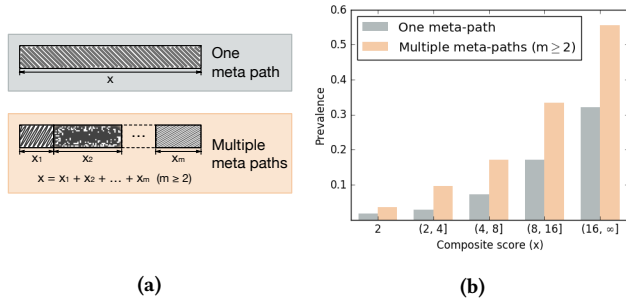 One
meta path
x
Multiple
meta paths
x₁ x₂ ... xₘ
x = x₁ + x₂ + ... + xₘ (m ≥ 2)
(a)
0.6
0.5
0.4
0.3
0.2
0.1
Prevalence
One meta-path
Multiple meta-paths (m ≥ 2)
2 (2, 4] (4, 8] (8, 16] (16, ∞]
Composite score (x)
(b)